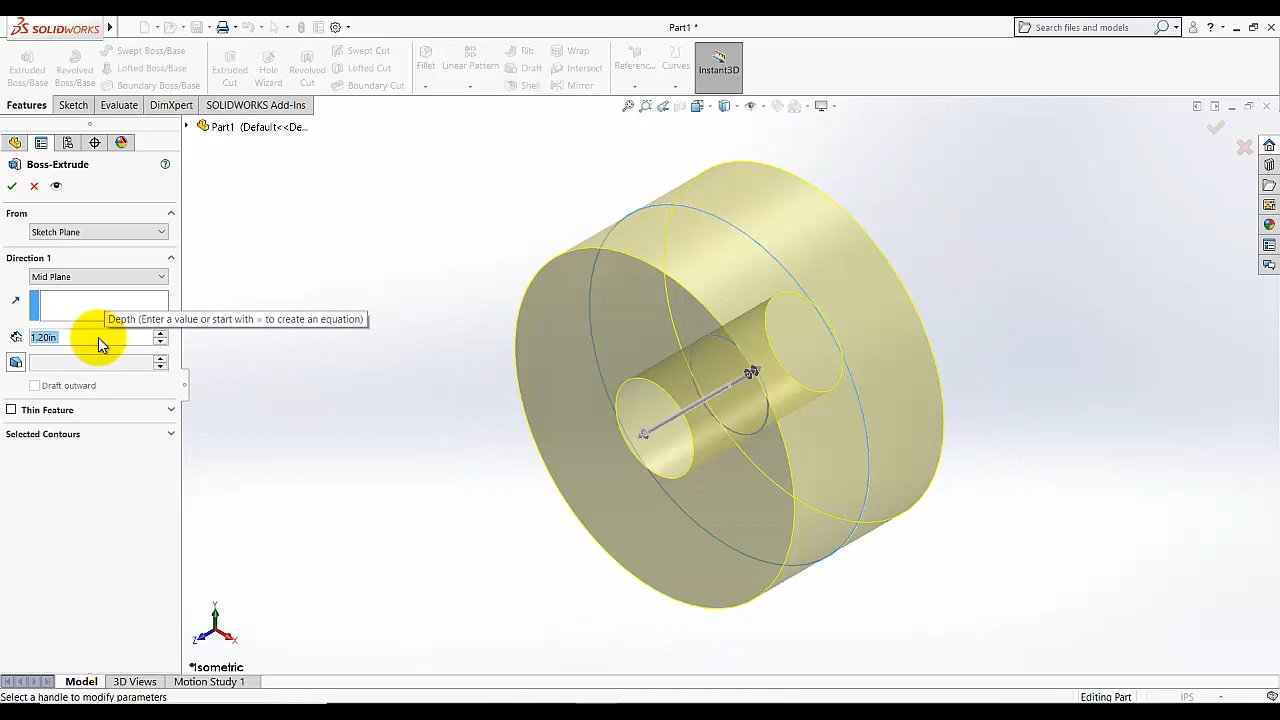 SOLIDWORKS
Part1 *
Search files and models
Extruded Boss/Base
Revolved Boss/Base
Swept Boss/Base
Lofted Boss/Base
Boundary Boss/Base
Extruded Cut
Hole Wizard
Revolved Cut
Swept Cut
Lofted Cut
Boundary Cut
Fillet
Linear Pattern
Rib
Draft
Shell
Wrap
Intersect
Mirror
Referenc...
Curves
Instant3D
Features
Sketch
Evaluate
DimXpert
SOLIDWORKS Add-Ins
Part1 (Default<<De...
Boss-Extrude
From
Sketch Plane
Direction 1
Mid Plane
Depth (Enter a value or start with = to create an equation)
1.20in
Draft outward
Thin Feature
Selected Contours
Y
Z
X
*Isometric
Model
3D Views
Motion Study 1
Select a handle to modify parameters
Editing Part
IPS